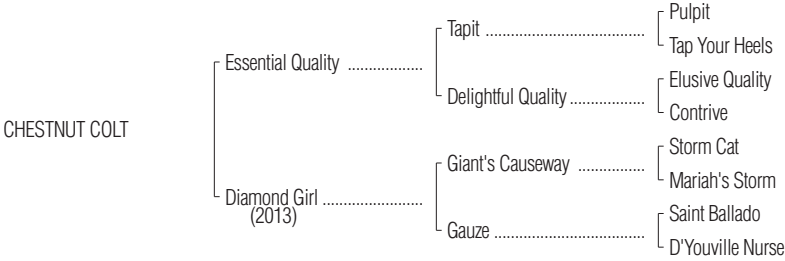 Pulpit
Tapit ......................................
Tap Your Heels
Essential Quality ..................
Elusive Quality
Delightful Quality..................
Contrive
CHESTNUT COLT
Storm Cat
Giant's Causeway ................
Mariah's Storm
Diamond Girl ........................
(2013)
Saint Ballado
Gauze ....................................
D'Youville Nurse